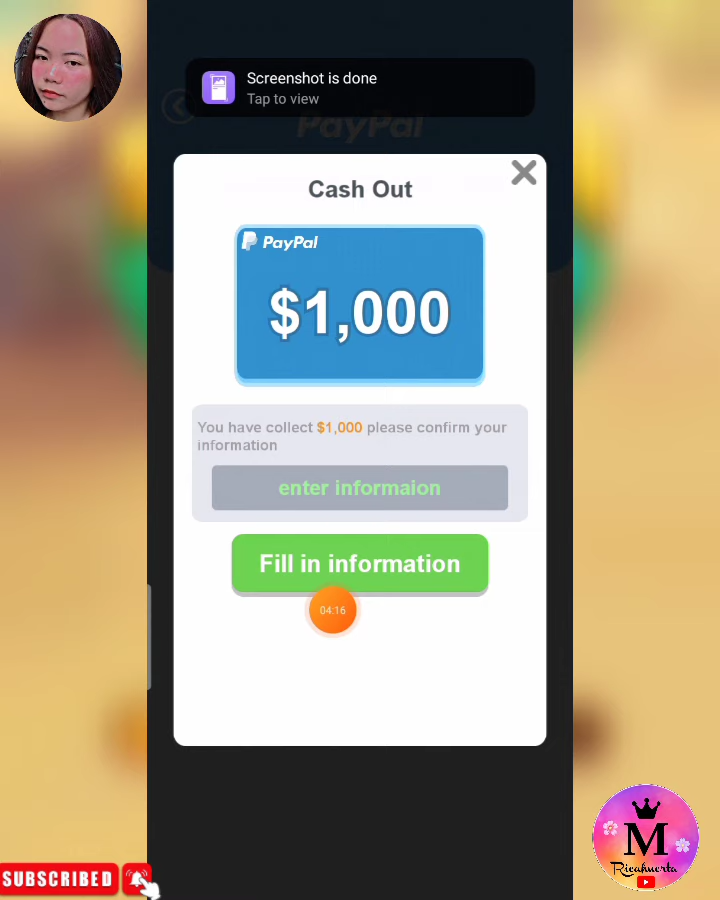 Screenshot is done
Tap to view
PayPal
Cash Out
PayPal
$1,000
You have collect $1,000 please confirm your
information
enter informaion
Fill in information
04:16
SUBSCRIBED
M
Ricahuerta